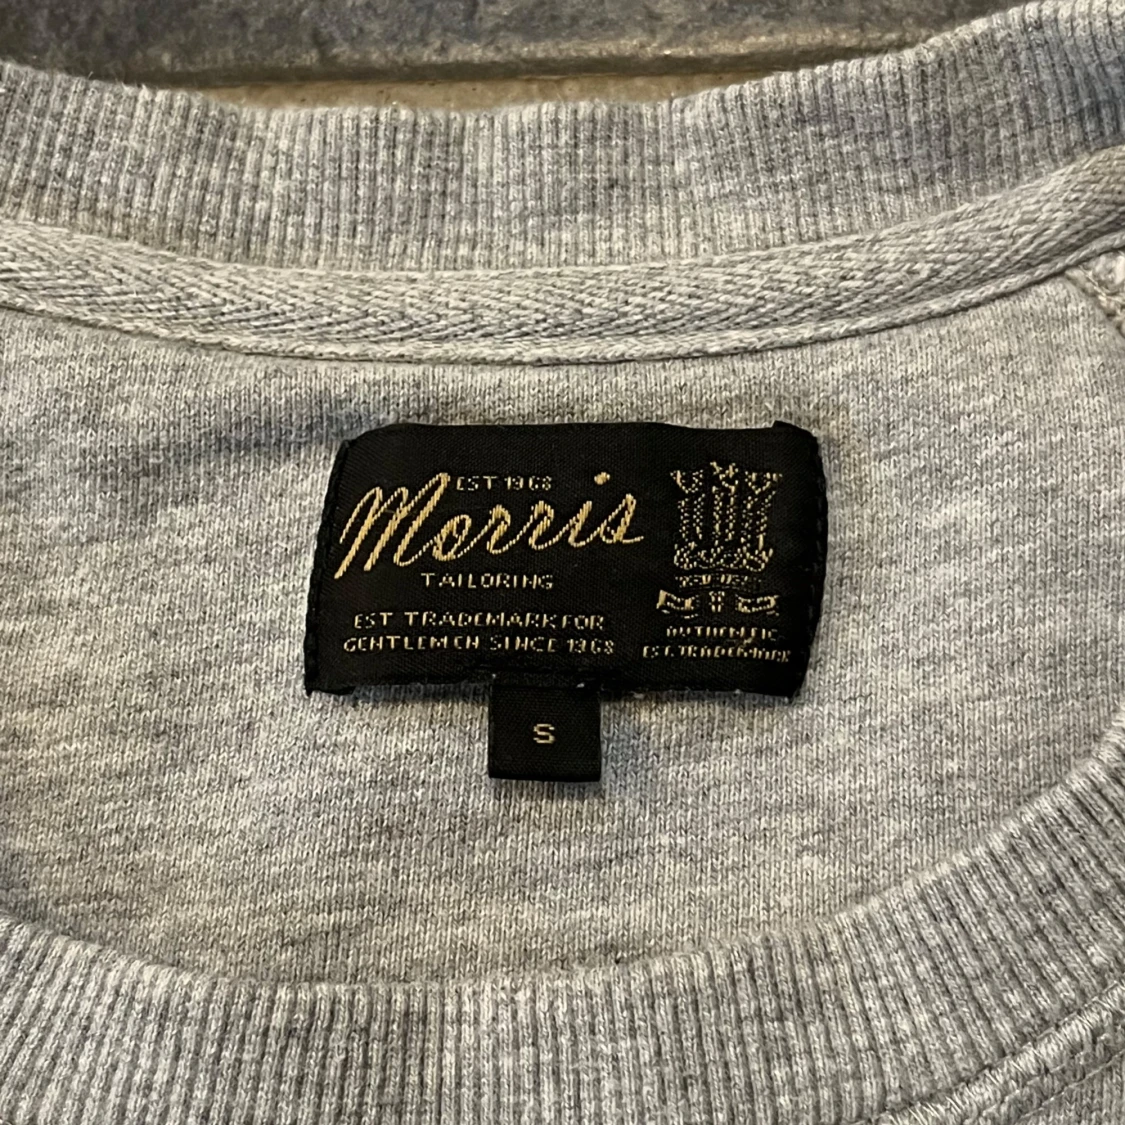 EST 1968
Morris
TAILORING
EST TRADEMARK FOR
GENTLEMEN SINCE 1968
AUTHENTIC
EST. TRADEMARK
S